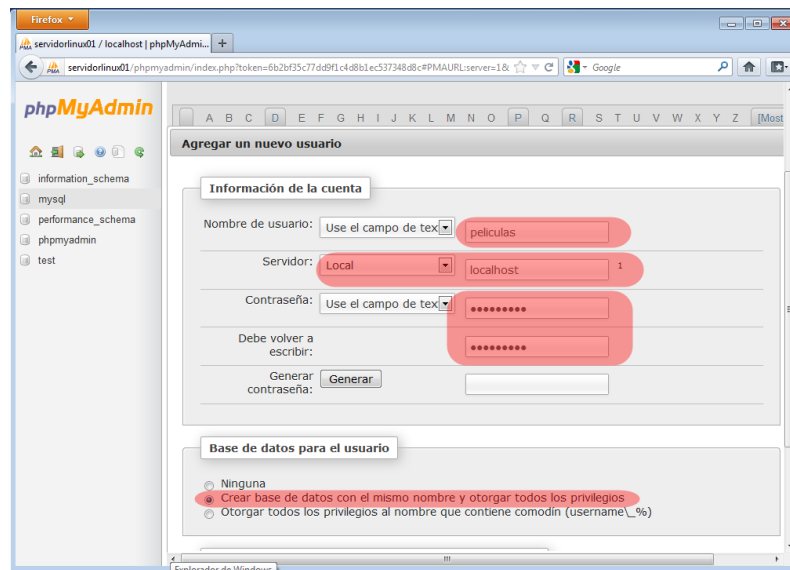 Firefox
servidorlinux01 / localhost | phpMyAdmi...
servidorlinux01/phpmyadmin/index.php?token=6b2bf35c77dd9f1c4d8b1ec537348d8c#PMAURL:server=1&
Google
phpMyAdmin
A B C D E F G H I J K L M N O P Q R S T U V W X Y Z [Most
Agregar un nuevo usuario
information_schema
mysql
performance_schema
phpmyadmin
test
Información de la cuenta
Nombre de usuario: Use el campo de tex peliculas
Servidor: Local localhost 1
Contraseña: Use el campo de tex •••••••••
Debe volver a escribir: •••••••••
Generar contraseña: Generar
Base de datos para el usuario
Ninguna
Crear base de datos con el mismo nombre y otorgar todos los privilegios
Otorgar todos los privilegios al nombre que contiene comodín (username\_%)
Explorador de Windows